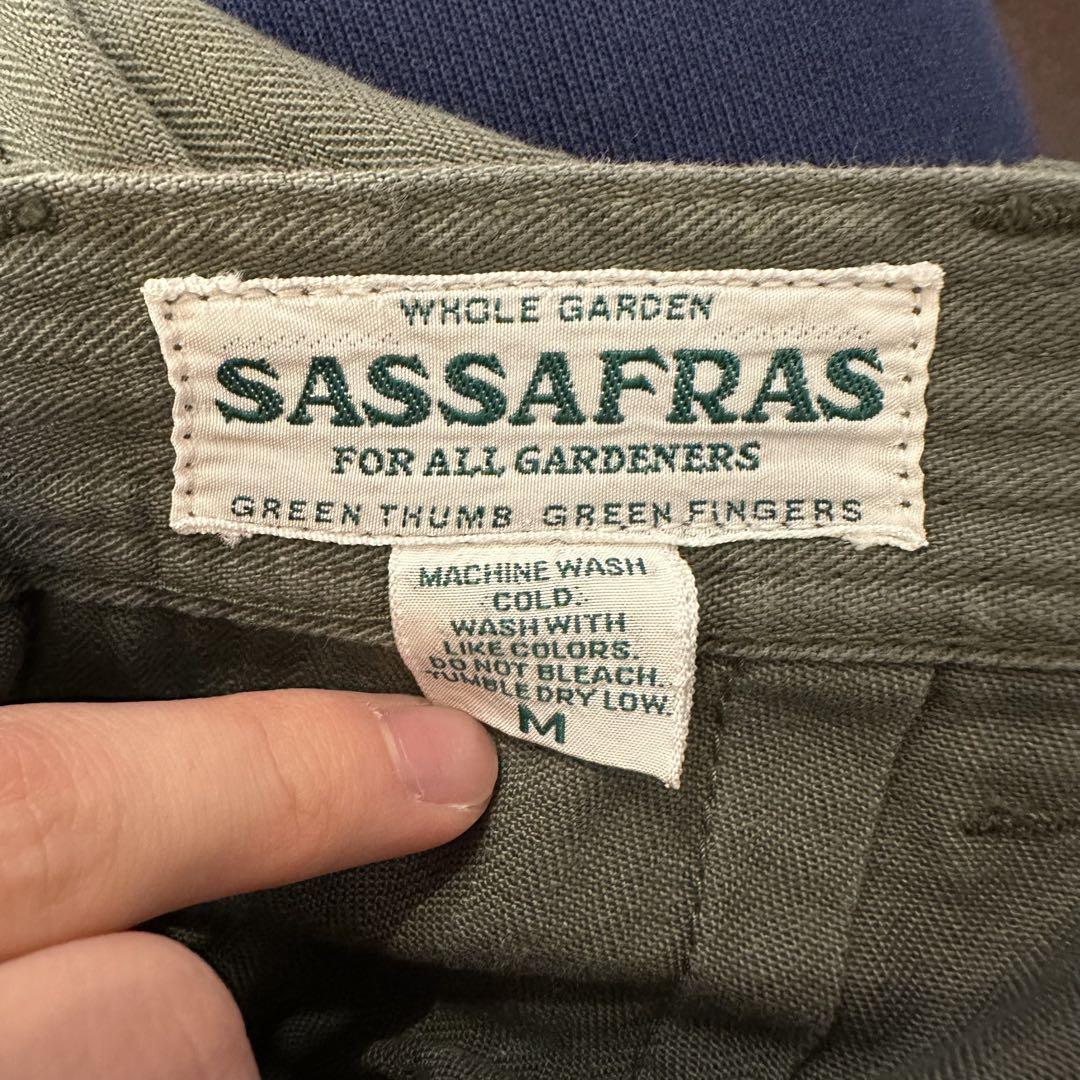 WHOLE GARDEN
SASSAFRAS
FOR ALL GARDENERS
GREEN THUMB GREEN FINGERS
MACHINE WASH
COLD.
WASH WITH
LIKE COLORS.
DO NOT BLEACH.
TUMBLE DRY LOW.
M